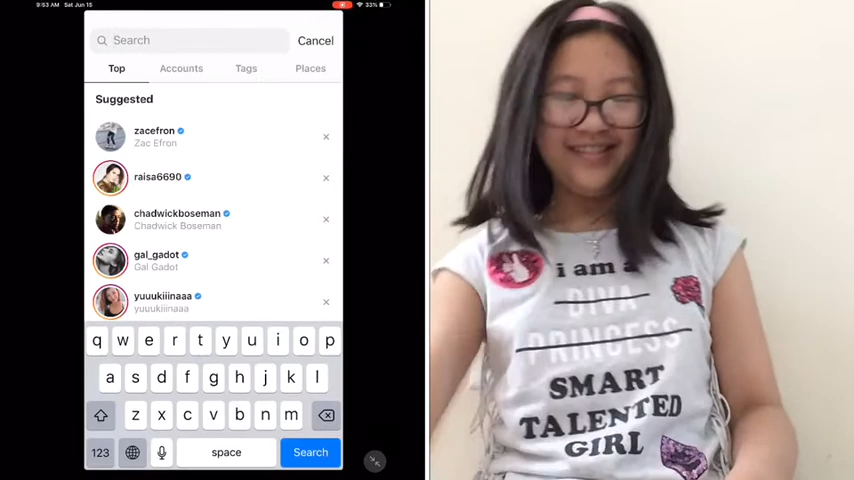 9:53 AM Sat Jun 15
33%
Search
Cancel
Top Accounts Tags Places
Suggested
zacefron
Zac Efron
raisa6690
chadwickboseman
Chadwick Boseman
gal_gadot
Gal Gadot
yuuukiiinaaa
yuuukiiinaaa
q w e r t y u i o p
a s d f g h j k l
z x c v b n m
123
space
Search
i am a
DIVA
PRINCESS
SMART
TALENTED
GIRL